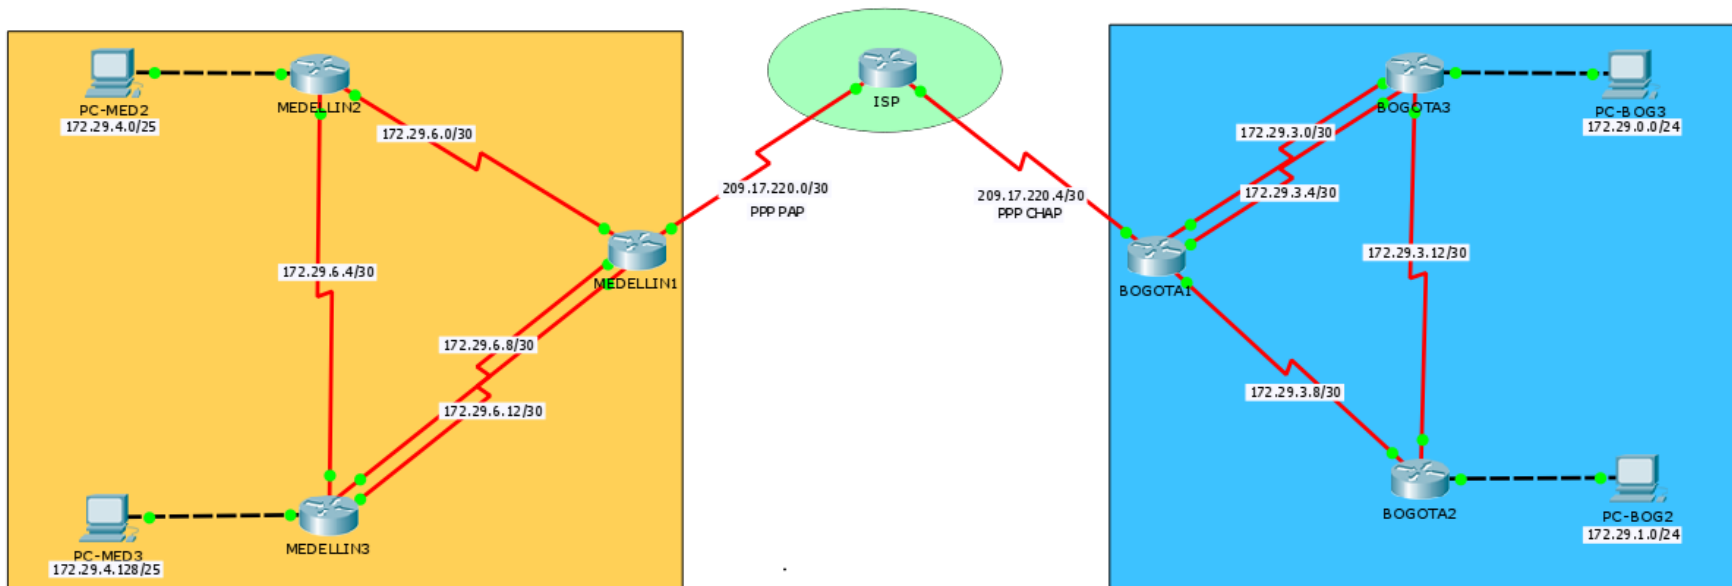 PC-MED2
172.29.4.0/25
MEDELLIN2
172.29.6.0/30
172.29.6.4/30
MEDELLIN1
172.29.6.8/30
172.29.6.12/30
PC-MED3
172.29.4.128/25
MEDELLIN3
ISP
209.17.220.0/30
PPP PAP
209.17.220.4/30
PPP CHAP
BOGOTA3
PC-BOG3
172.29.0.0/24
172.29.3.0/30
172.29.3.4/30
172.29.3.12/30
BOGOTA1
172.29.3.8/30
BOGOTA2
PC-BOG2
172.29.1.0/24